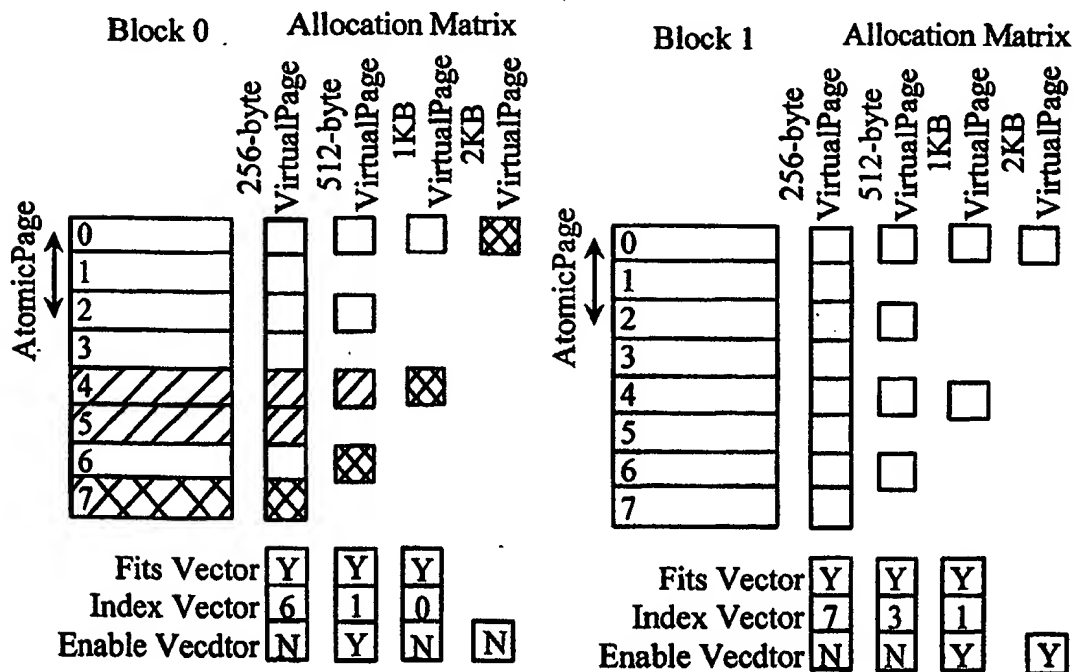 Block 0
Allocation Matrix
256-byte
VirtualPage
512-byte
VirtualPage
1KB
VirtualPage
2KB
VirtualPage
AtomicPage
0
1
2
3
4
5
6
7
Fits Vector Y Y Y
Index Vector 6 1 0
Enable Vecdtor N Y N N
Block 1
Allocation Matrix
256-byte
VirtualPage
512-byte
VirtualPage
1KB
VirtualPage
2KB
VirtualPage
AtomicPage
0
1
2
3
4
5
6
7
Fits Vector Y Y Y
Index Vector 7 3 1
Enable Vecdtor N N Y Y